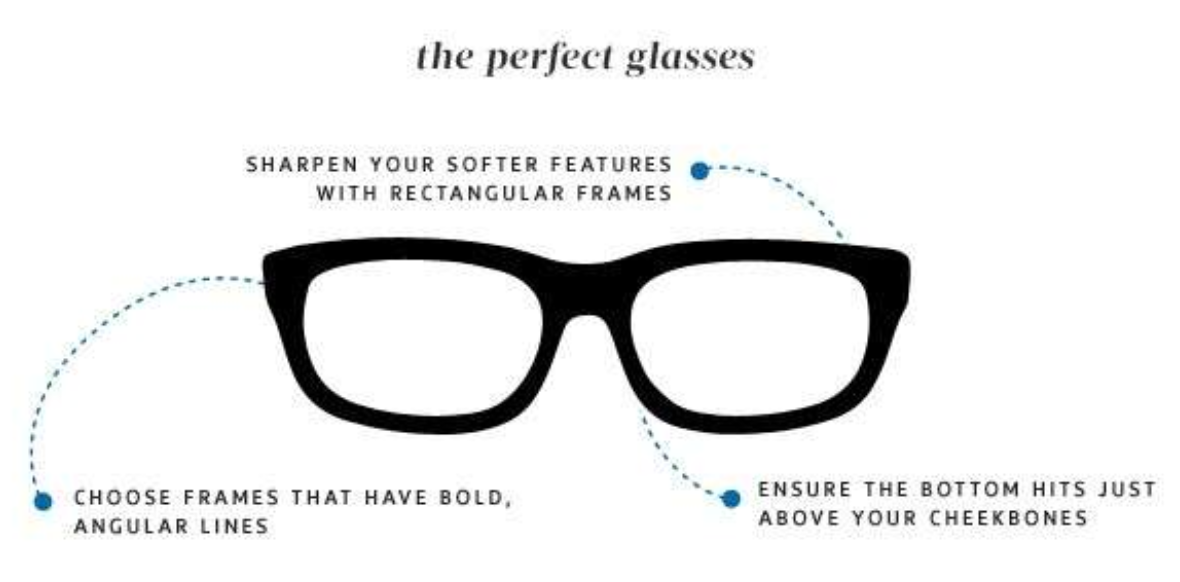 the perfect glasses
SHARPEN YOUR SOFTER FEATURES
WITH RECTANGULAR FRAMES
CHOOSE FRAMES THAT HAVE BOLD,
ANGULAR LINES
ENSURE THE BOTTOM HITS JUST
ABOVE YOUR CHEEKBONES